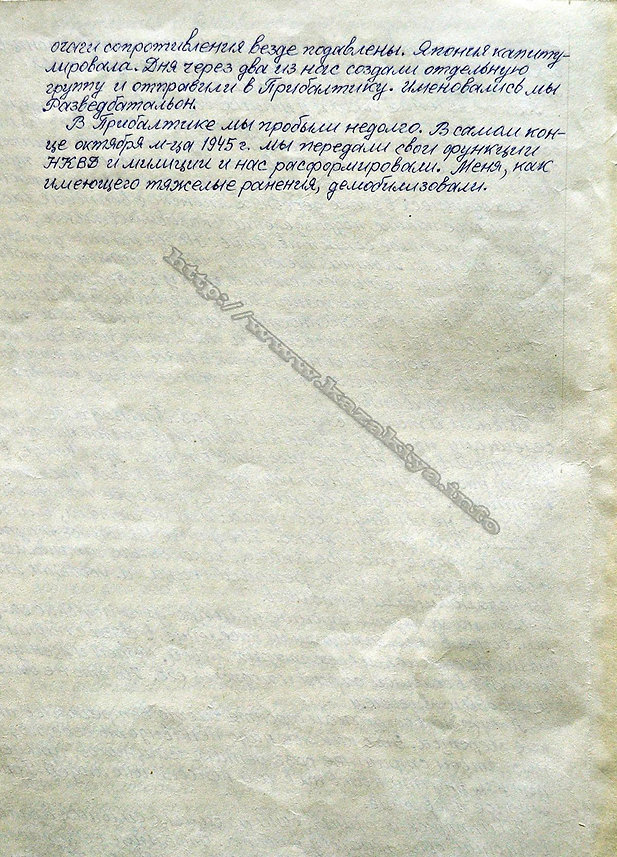 очаги сопротивления везде подавлены. Япония капиту-
лировала. Дня через два из нас создали отдельную
группу и отправили в Прибалтику. Именовались мы
Разведбатальон.
В Прибалтике мы пробыли недолго. В самом кон-
це октября м-ца 1945 г. мы передали свои функции
НКВД и милиции и нас расформировали. Меня, как
имеющего тяжелые ранения, демобилизовали.
http://www.kazakiya.info